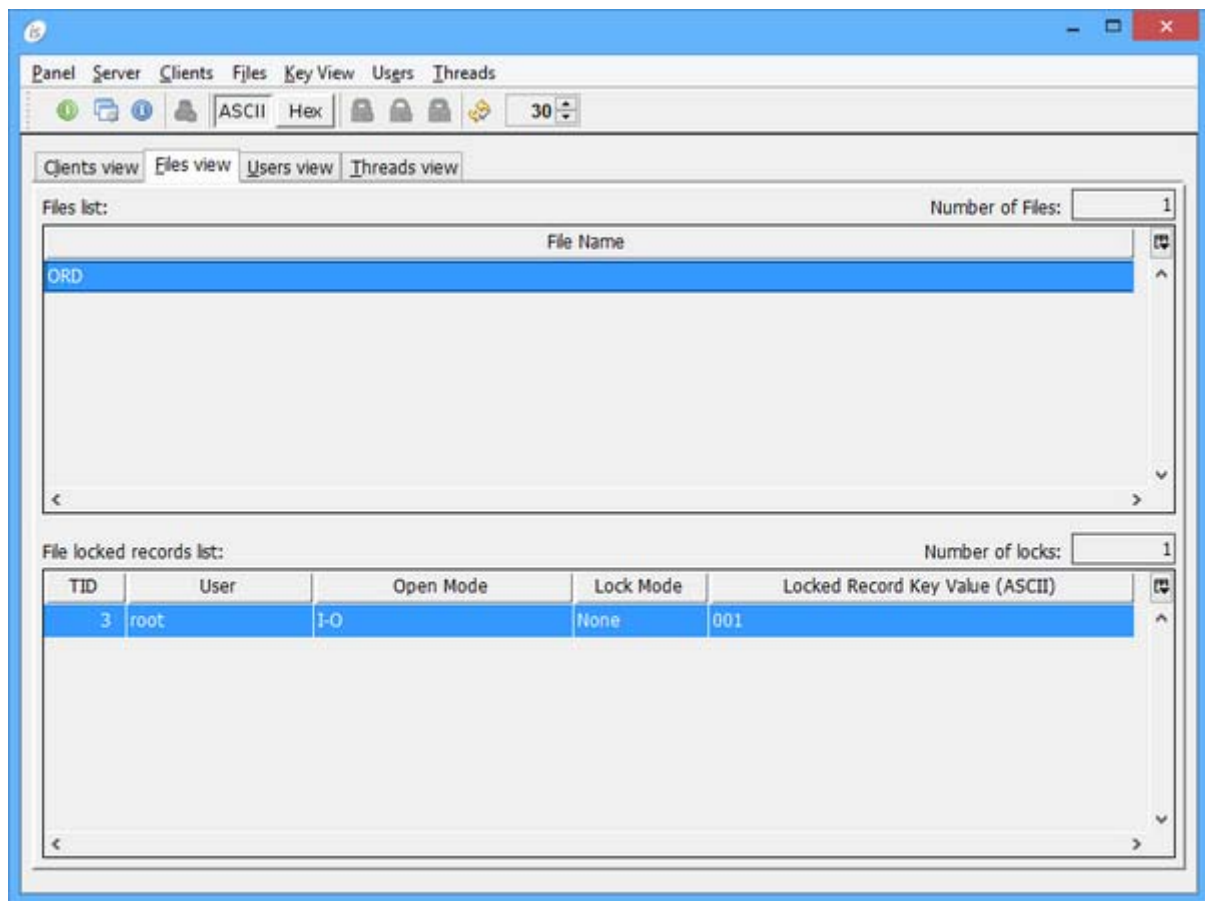 is
Panel Server Clients Files Key View Users Threads
ASCII Hex 30
Clients view Files view Users view Threads view
Files list: Number of Files: 1
File Name
ORD
File locked records list: Number of locks: 1
TID User Open Mode Lock Mode Locked Record Key Value (ASCII)
3 root I-O None 001